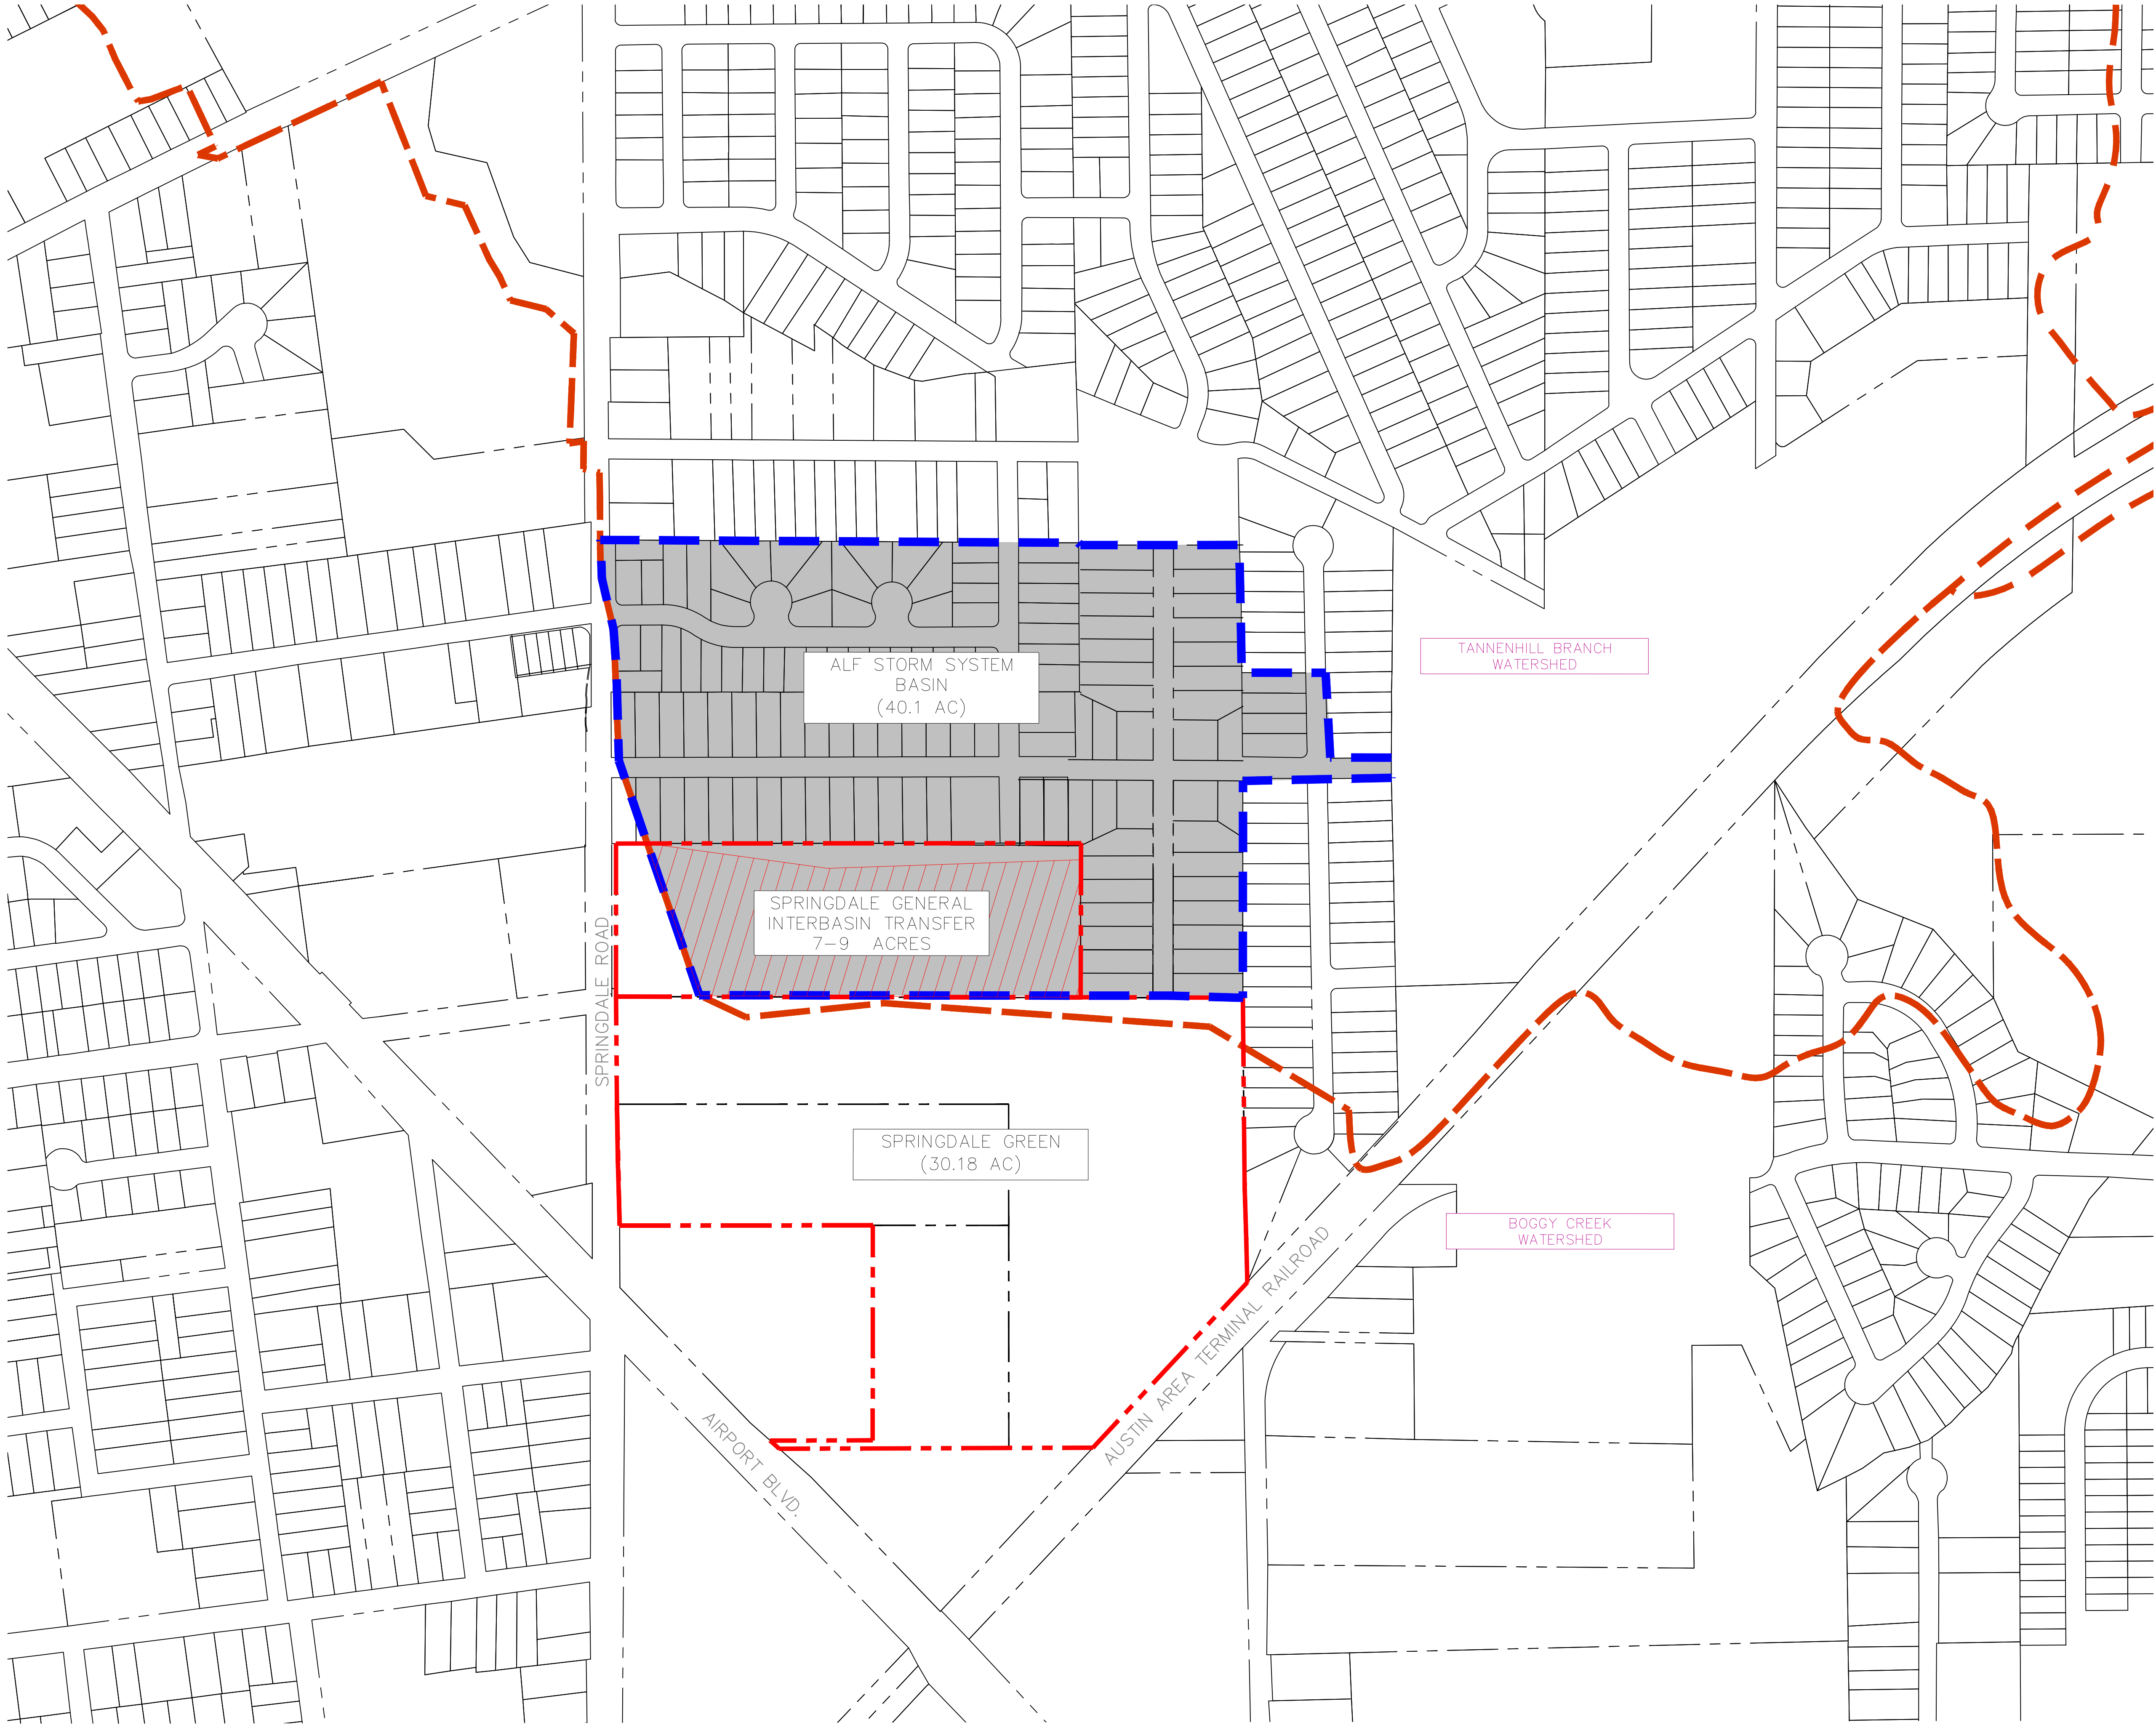 TANNENHILL BRANCH
WATERSHED
ALF STORM SYSTEM
BASIN
(40.1 AC)
SPRINGDALE GENERAL
INTERBASIN TRANSFER
7-9 ACRES
SPRINGDALE ROAD
SPRINGDALE GREEN
(30.18 AC)
BOGGY CREEK
WATERSHED
AUSTIN AREA TERMINAL RAILROAD
AIRPORT BLVD.